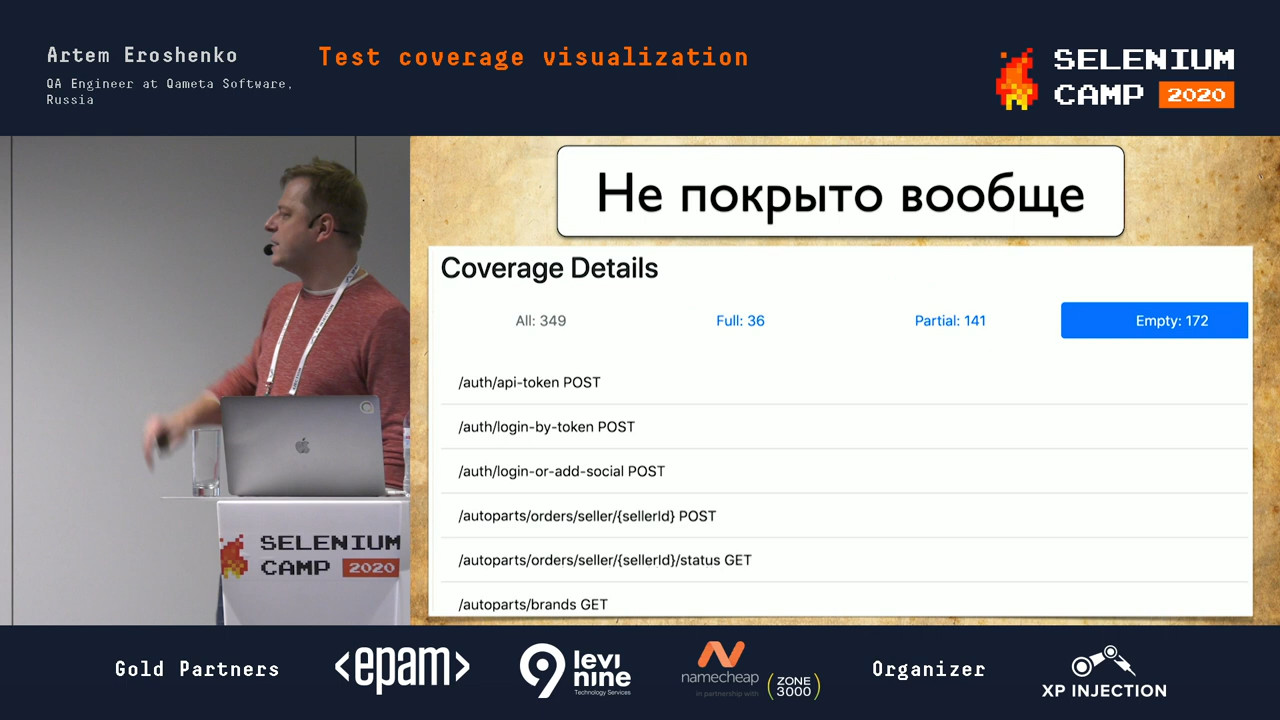 Artem Eroshenko
QA Engineer at Qameta Software,
Russia
Test coverage visualization
SELENIUM
CAMP 2020
Не покрыто вообще
Coverage Details
All: 349
Full: 36
Partial: 141
Empty: 172
/auth/api-token POST
/auth/login-by-token POST
/auth/login-or-add-social POST
/autoparts/orders/seller/{sellerId} POST
/autoparts/orders/seller/{sellerId}/status GET
/autoparts/brands GET
SELENIUM
CAMP 2020
Gold Partners
<epam>
9 levi
nine
Technology Services
namecheap
in partnership with
ZONE
3000
Organizer
XP INJECTION